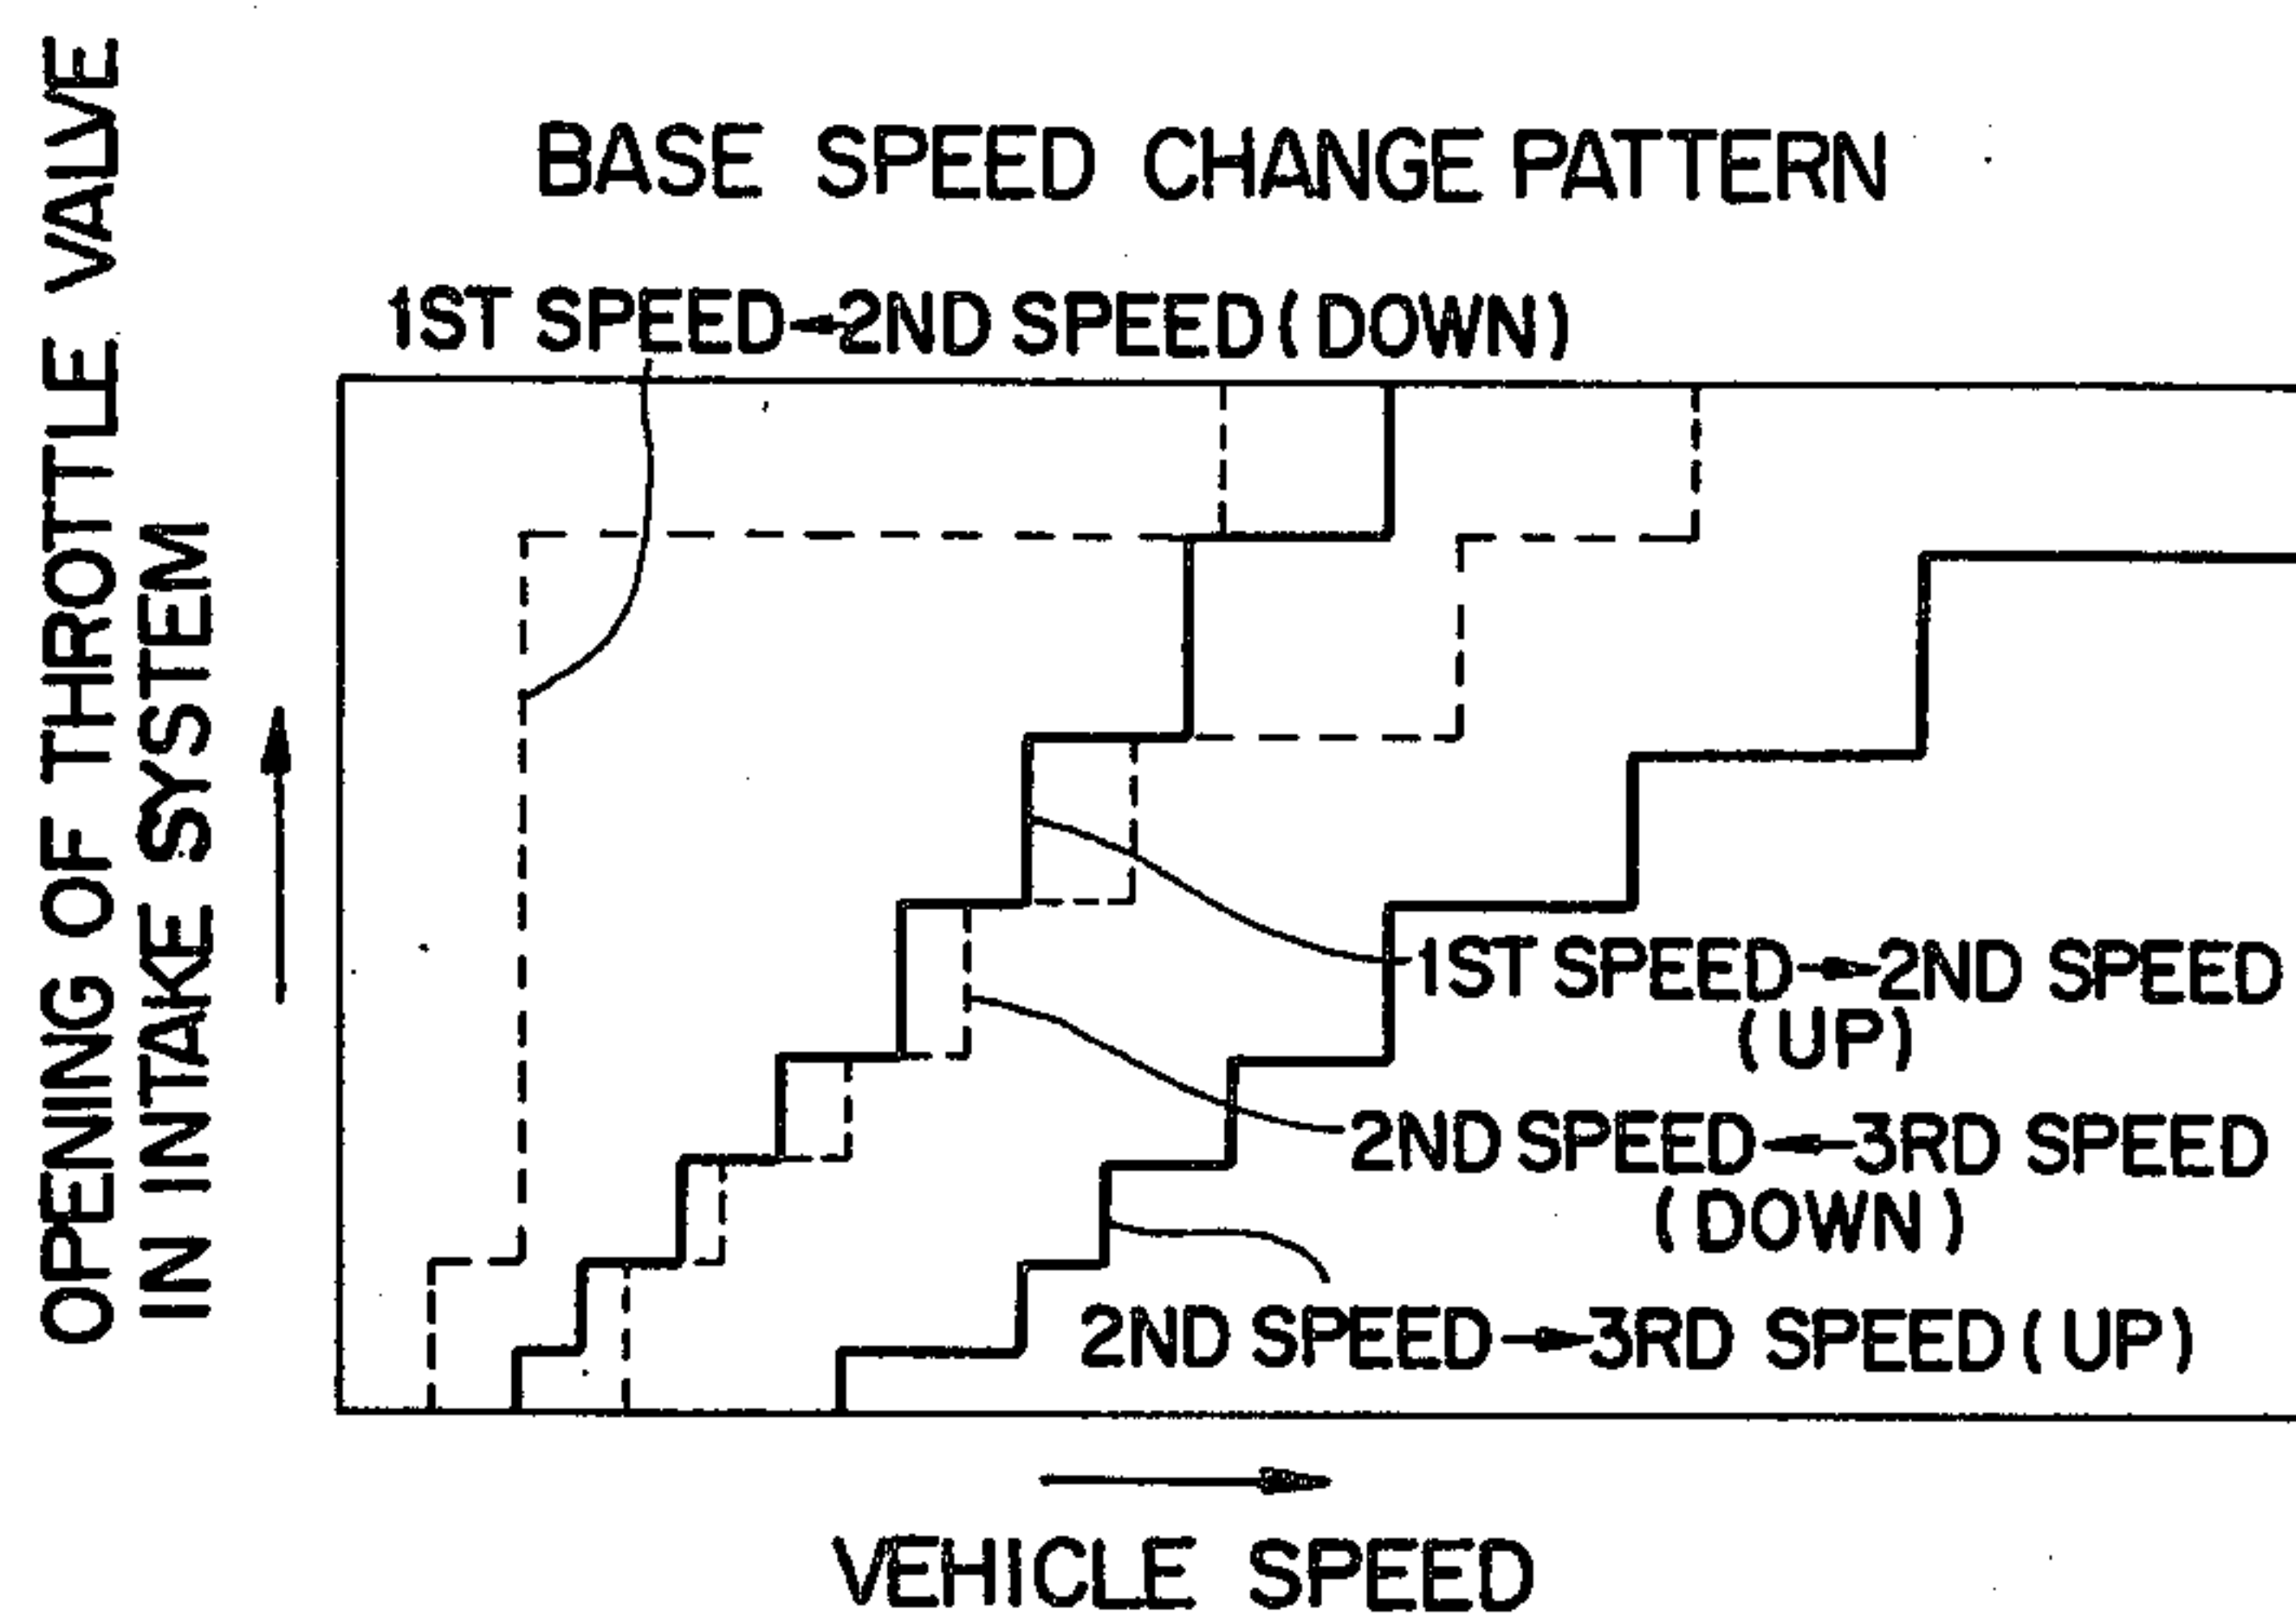 BASE SPEED CHANGE PATTERN
OPENING OF THROTTLE VALVE
IN INTAKE SYSTEM
1ST SPEED←2ND SPEED(DOWN)
1ST SPEED→2ND SPEED
(UP)
2ND SPEED←3RD SPEED
(DOWN)
2ND SPEED→3RD SPEED(UP)
VEHICLE SPEED